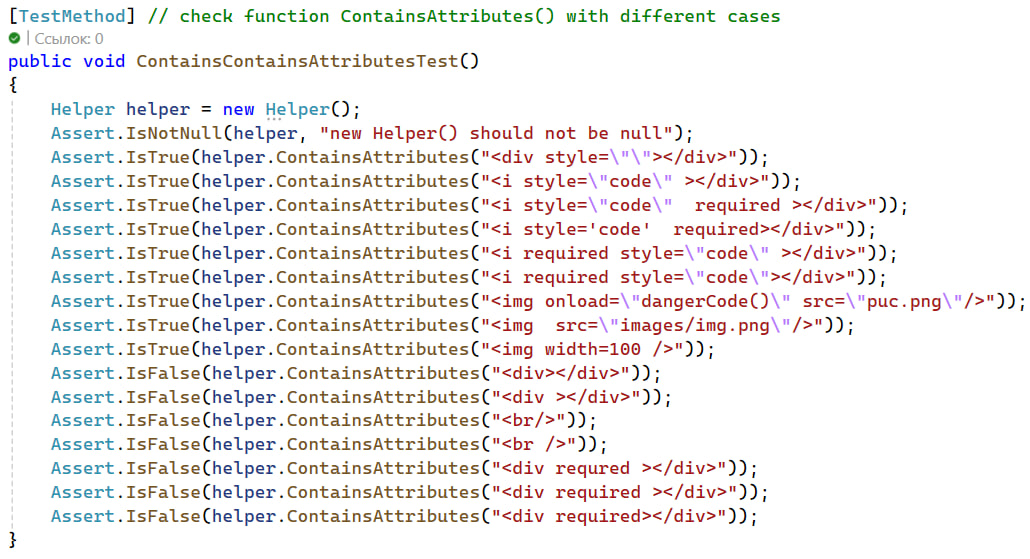 [TestMethod] // check function ContainsAttributes() with different cases
| Ссылок: 0
public void ContainsContainsAttributesTest()
{
    Helper helper = new Helper();
    Assert.IsNotNull(helper, "new Helper() should not be null");
    Assert.IsTrue(helper.ContainsAttributes("<div style=\"\"></div>"));
    Assert.IsTrue(helper.ContainsAttributes("<i style=\"code\" ></div>"));
    Assert.IsTrue(helper.ContainsAttributes("<i style=\"code\"  required ></div>"));
    Assert.IsTrue(helper.ContainsAttributes("<i style='code'  required></div>"));
    Assert.IsTrue(helper.ContainsAttributes("<i required style=\"code\" ></div>"));
    Assert.IsTrue(helper.ContainsAttributes("<i required style=\"code\"></div>"));
    Assert.IsTrue(helper.ContainsAttributes("<img onload=\"dangerCode()\" src=\"puc.png\"/>"));
    Assert.IsTrue(helper.ContainsAttributes("<img  src=\"images/img.png\"/>"));
    Assert.IsTrue(helper.ContainsAttributes("<img width=100 />"));
    Assert.IsFalse(helper.ContainsAttributes("<div></div>"));
    Assert.IsFalse(helper.ContainsAttributes("<div ></div>"));
    Assert.IsFalse(helper.ContainsAttributes("<br/>"));
    Assert.IsFalse(helper.ContainsAttributes("<br />"));
    Assert.IsFalse(helper.ContainsAttributes("<div requred ></div>"));
    Assert.IsFalse(helper.ContainsAttributes("<div required ></div>"));
    Assert.IsFalse(helper.ContainsAttributes("<div required></div>"));
}